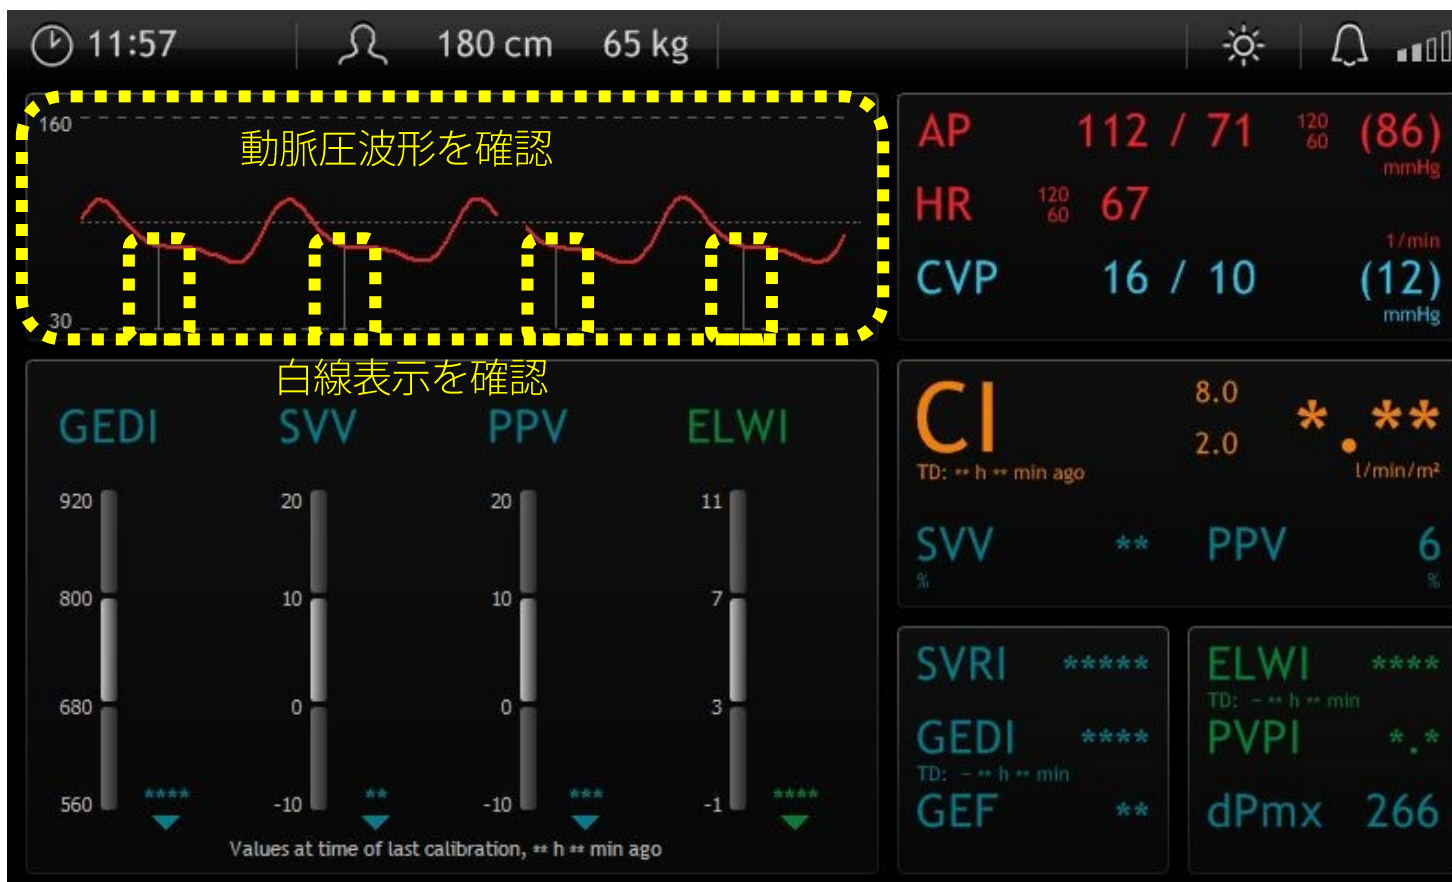 11:57 180 cm 65 kg
160
動脈圧波形を確認
30
白線表示を確認
AP 112 / 71 120 60 (86)
mmHg
HR 120 60 67
1/min
CVP 16 / 10 (12)
mmHg
GEDI SVV PPV ELWI
920 20 20 11
800 10 10 7
680 0 0 3
560 -10 -10 -1
**** ** *** ****
Values at time of last calibration, ** h ** min ago
CI 8.0 *.**
2.0
TD: ** h ** min ago l/min/m²
SVV ** PPV 6
% %
SVRI *****
GEDI ****
TD: - ** h ** min
GEF **
ELWI ****
TD: - ** h ** min
PVPI *.*
dPmx 266